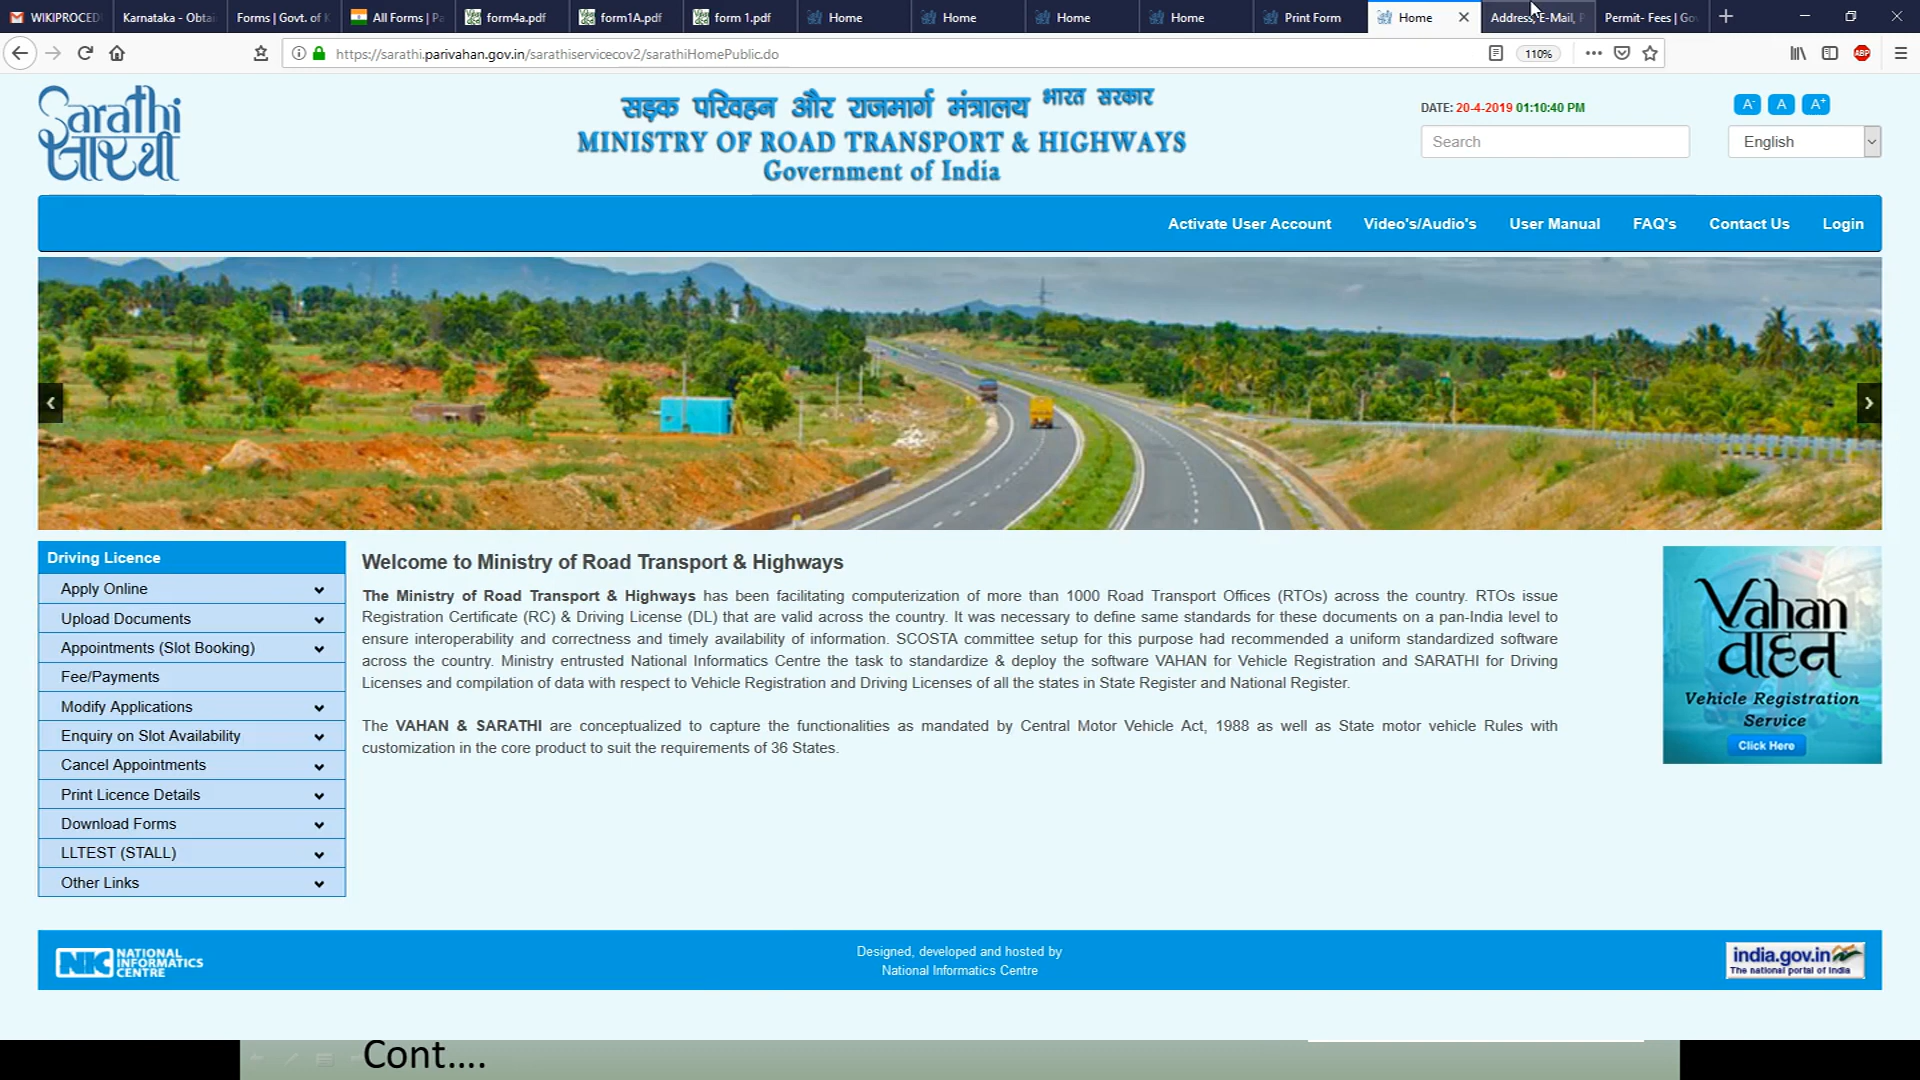 WIKIPROCED
Karnataka - Obtai
Forms | Govt. of K
All Forms | Pa
form4a.pdf
form1A.pdf
form 1.pdf
Home
Home
Home
Home
Print Form
Home
Address, E-Mail, P
Permit- Fees | Gov
https://sarathi.parivahan.gov.in/sarathiservicecov2/sarathiHomePublic.do
110%
ABP
Sarathi
सारथी
सड़क परिवहन और राजमार्ग मंत्रालय भारत सरकार
MINISTRY OF ROAD TRANSPORT & HIGHWAYS
Government of India
DATE: 20-4-2019 01:10:40 PM
A- A A+
Search
English
Activate User Account Video's/Audio's User Manual FAQ's Contact Us Login
Driving Licence
Apply Online
Upload Documents
Appointments (Slot Booking)
Fee/Payments
Modify Applications
Enquiry on Slot Availability
Cancel Appointments
Print Licence Details
Download Forms
LLTEST (STALL)
Other Links
Welcome to Ministry of Road Transport & Highways
The Ministry of Road Transport & Highways has been facilitating computerization of more than 1000 Road Transport Offices (RTOs) across the country. RTOs issue
Registration Certificate (RC) & Driving License (DL) that are valid across the country. It was necessary to define same standards for these documents on a pan-India level to
ensure interoperability and correctness and timely availability of information. SCOSTA committee setup for this purpose had recommended a uniform standardized software
across the country. Ministry entrusted National Informatics Centre the task to standardize & deploy the software VAHAN for Vehicle Registration and SARATHI for Driving
Licenses and compilation of data with respect to Vehicle Registration and Driving Licenses of all the states in State Register and National Register.
The VAHAN & SARATHI are conceptualized to capture the functionalities as mandated by Central Motor Vehicle Act, 1988 as well as State motor vehicle Rules with
customization in the core product to suit the requirements of 36 States.
Vahan
वाहन
Vehicle Registration
Service
Click Here
NIC NATIONAL
INFORMATICS
CENTRE
Designed, developed and hosted by
National Informatics Centre
india.gov.in
The national portal of India
Cont....